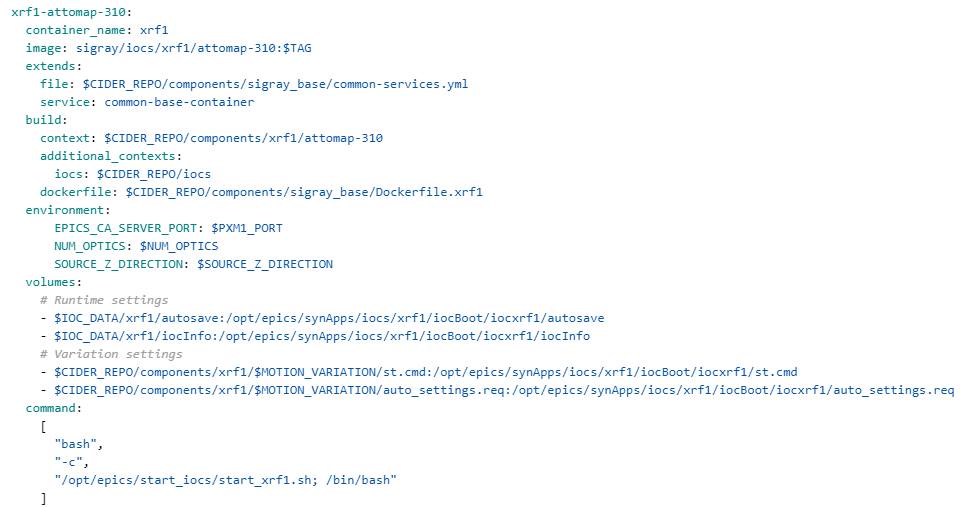 xrf1-attomap-310:
  container_name: xrf1
  image: sigray/iocs/xrf1/attomap-310:$TAG
  extends:
    file: $CIDER_REPO/components/sigray_base/common-services.yml
    service: common-base-container
  build:
    context: $CIDER_REPO/components/xrf1/attomap-310
    additional_contexts:
      iocs: $CIDER_REPO/iocs
    dockerfile: $CIDER_REPO/components/sigray_base/Dockerfile.xrf1
  environment:
      EPICS_CA_SERVER_PORT: $PXM1_PORT
      NUM_OPTICS: $NUM_OPTICS
      SOURCE_Z_DIRECTION: $SOURCE_Z_DIRECTION
  volumes:
    # Runtime settings
    - $IOC_DATA/xrf1/autosave:/opt/epics/synApps/iocs/xrf1/iocBoot/iocxrf1/autosave
    - $IOC_DATA/xrf1/iocInfo:/opt/epics/synApps/iocs/xrf1/iocBoot/iocxrf1/iocInfo
    # Variation settings
    - $CIDER_REPO/components/xrf1/$MOTION_VARIATION/st.cmd:/opt/epics/synApps/iocs/xrf1/iocBoot/iocxrf1/st.cmd
    - $CIDER_REPO/components/xrf1/$MOTION_VARIATION/auto_settings.req:/opt/epics/synApps/iocs/xrf1/iocBoot/iocxrf1/auto_settings.req
  command:
    [
      "bash",
      "-c",
      "/opt/epics/start_iocs/start_xrf1.sh; /bin/bash"
    ]